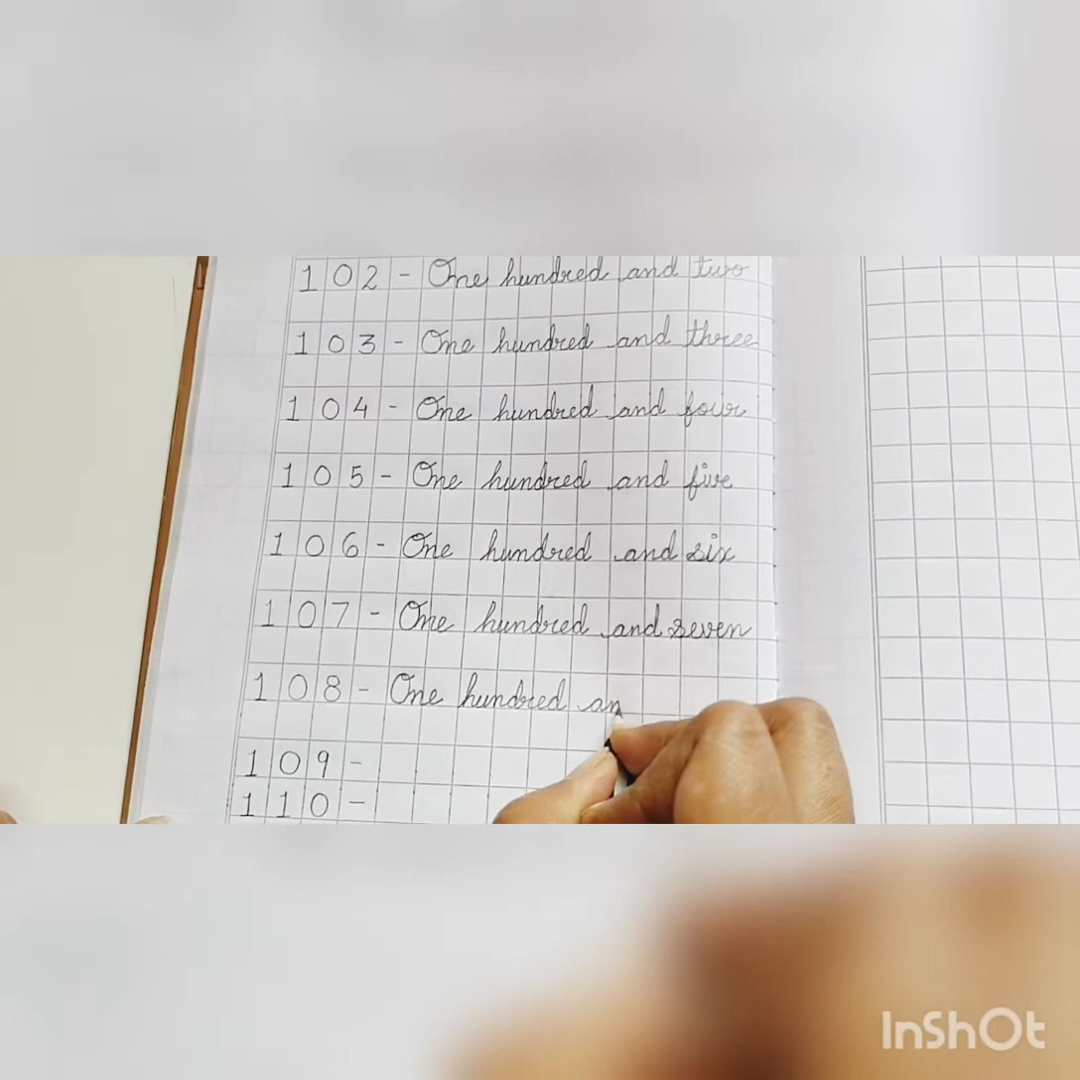 102 - One hundred and two
103 - One hundred and three
104 - One hundred and four
105 - One hundred and five
106 - One hundred and six
107 - One hundred and seven
108 - One hundred an
109 -
110 -
InShOt